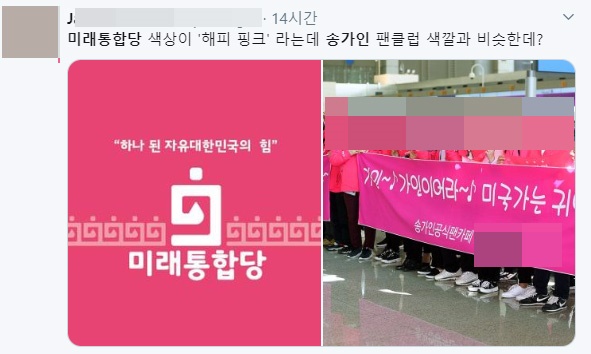 14시간
미래통합당 색상이 '해피 핑크' 라는데 송가인 팬클럽 색깔과 비슷한데?
“하나 된 자유대한민국의 힘”
미래통합당
가인이어라~♪ 미국가는
송가인공식팬카페